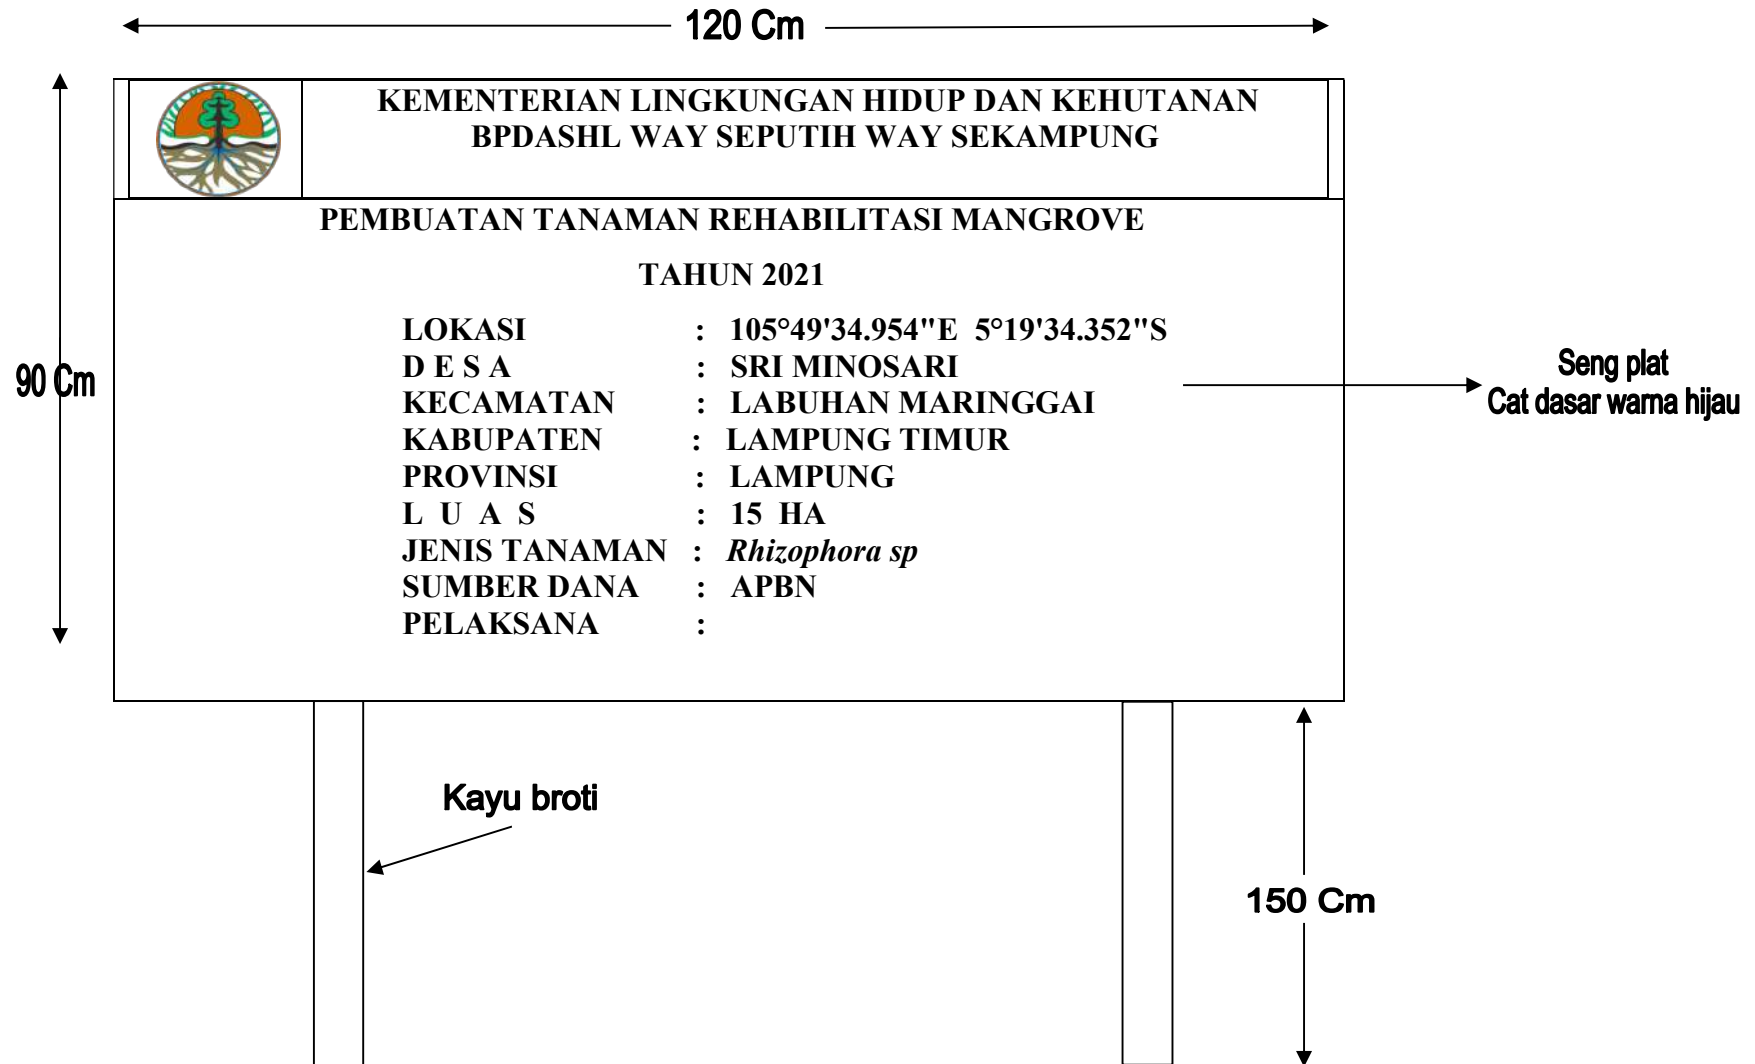 120 Cm
KEMENTERIAN LINGKUNGAN HIDUP DAN KEHUTANAN
BPDASHL WAY SEPUTIH WAY SEKAMPUNG
PEMBUATAN TANAMAN REHABILITASI MANGROVE
TAHUN 2021
LOKASI : 105°49'34.954"E 5°19'34.352"S
D E S A : SRI MINOSARI
KECAMATAN : LABUHAN MARINGGAI
KABUPATEN : LAMPUNG TIMUR
PROVINSI : LAMPUNG
L U A S : 15 HA
JENIS TANAMAN : Rhizophora sp
SUMBER DANA : APBN
PELAKSANA :
90 Cm
Seng plat
Cat dasar warna hijau
Kayu broti
150 Cm